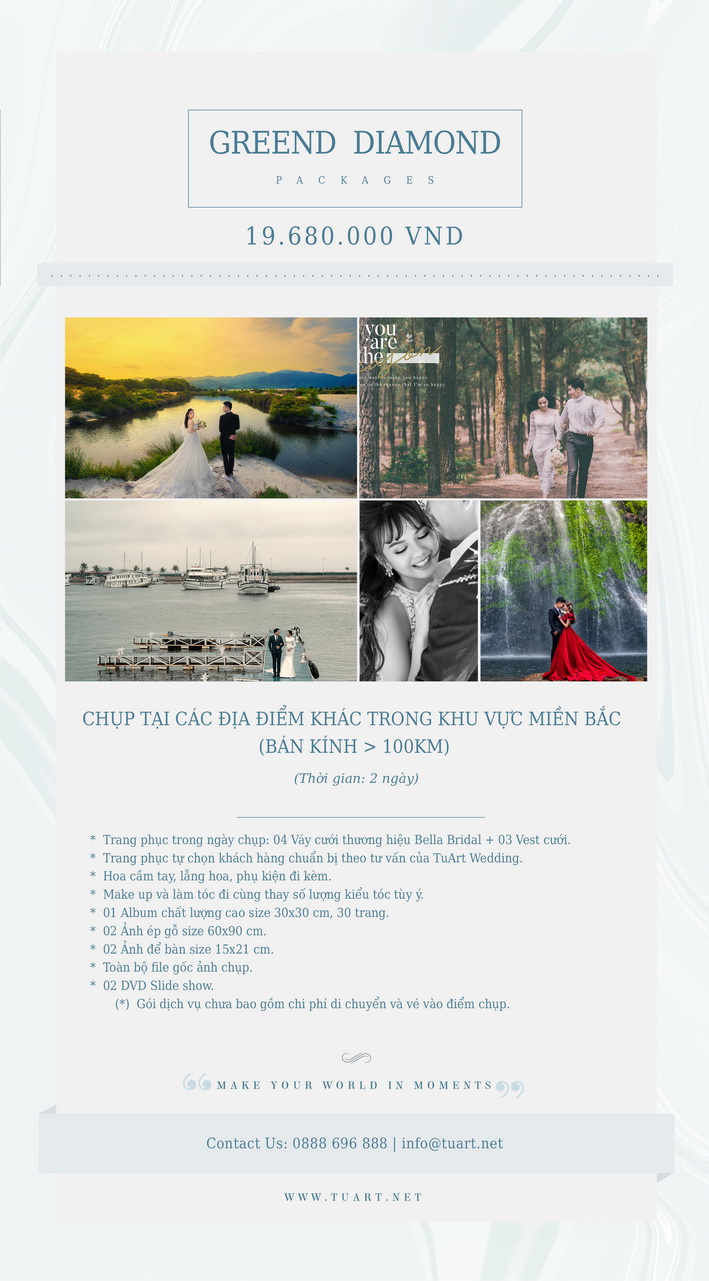 GREEND DIAMOND
PACKAGES
19.680.000 VND
you
are
the
CHỤP TẠI CÁC ĐỊA ĐIỂM KHÁC TRONG KHU VỰC MIỀN BẮC
(BÁN KÍNH > 100KM)
(Thời gian: 2 ngày)
* Trang phục trong ngày chụp: 04 Váy cưới thương hiệu Bella Bridal + 03 Vest cưới.
* Trang phục tự chọn khách hàng chuẩn bị theo tư vấn của TuArt Wedding.
* Hoa cầm tay, lẵng hoa, phụ kiện đi kèm.
* Make up và làm tóc đi cùng thay số lượng kiểu tóc tùy ý.
* 01 Album chất lượng cao size 30x30 cm, 30 trang.
* 02 Ảnh ép gỗ size 60x90 cm.
* 02 Ảnh để bàn size 15x21 cm.
* Toàn bộ file gốc ảnh chụp.
* 02 DVD Slide show.
(*) Gói dịch vụ chưa bao gồm chi phí di chuyển và vé vào điểm chụp.
“MAKE YOUR WORLD IN MOMENTS”
Contact Us: 0888 696 888 | info@tuart.net
WWW.TUART.NET